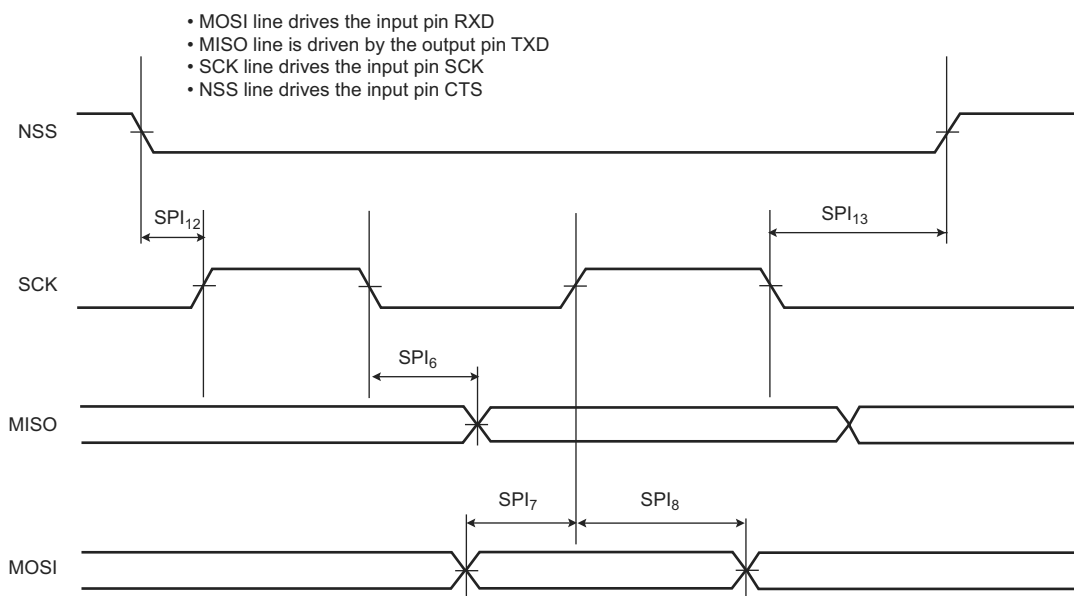 • MOSI line drives the input pin RXD
• MISO line is driven by the output pin TXD
• SCK line drives the input pin SCK
• NSS line drives the input pin CTS
NSS
SPI12
SPI13
SCK
SPI6
MISO
SPI7
SPI8
MOSI